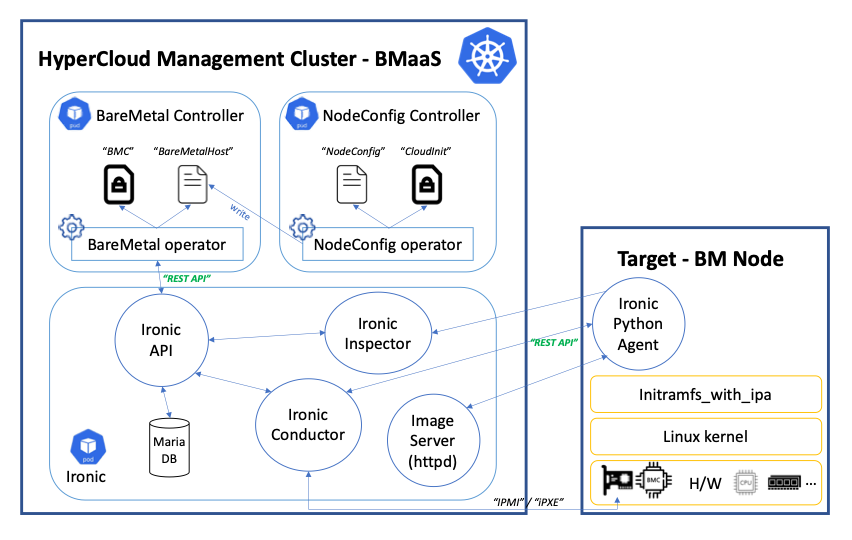 HyperCloud Management Cluster - BMaaS
BareMetal Controller
NodeConfig Controller
pod
pod
"BMC"
"BareMetalHost"
"NodeConfig"
"CloudInit"
write
BareMetal operator
NodeConfig operator
"REST API"
Target - BM Node
Ironic
API
Ironic
Inspector
Ironic
Python
Agent
"REST API"
Ironic
Conductor
Image
Server
(httpd)
Maria
DB
pod
Ironic
Initramfs_with_ipa
Linux kernel
BMC
H/W
CPU
...
"IPMI" / "iPXE"